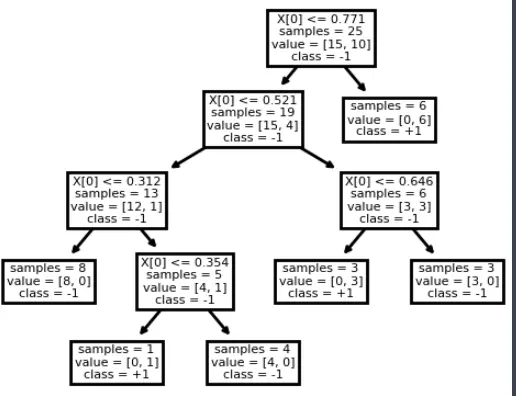 X[0] <= 0.771
samples = 25
value = [15, 10]
class = -1
X[0] <= 0.521
samples = 19
value = [15, 4]
class = -1
samples = 6
value = [0, 6]
class = +1
X[0] <= 0.312
samples = 13
value = [12, 1]
class = -1
X[0] <= 0.646
samples = 6
value = [3, 3]
class = -1
samples = 8
value = [8, 0]
class = -1
X[0] <= 0.354
samples = 5
value = [4, 1]
class = -1
samples = 3
value = [0, 3]
class = +1
samples = 3
value = [3, 0]
class = -1
samples = 1
value = [0, 1]
class = +1
samples = 4
value = [4, 0]
class = -1